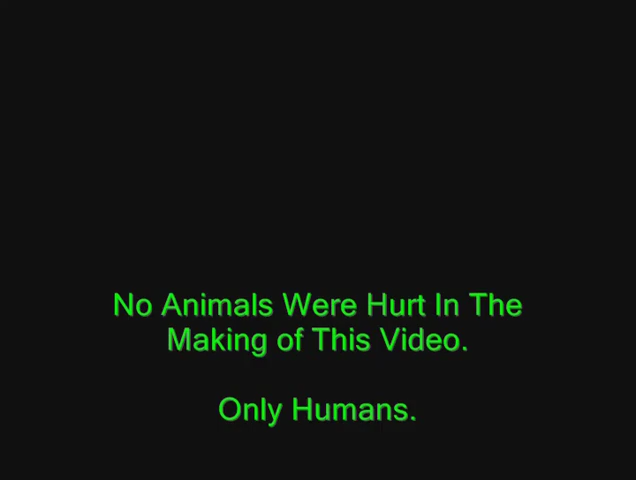 No Animals Were Hurt In The
Making of This Video.
Only Humans.